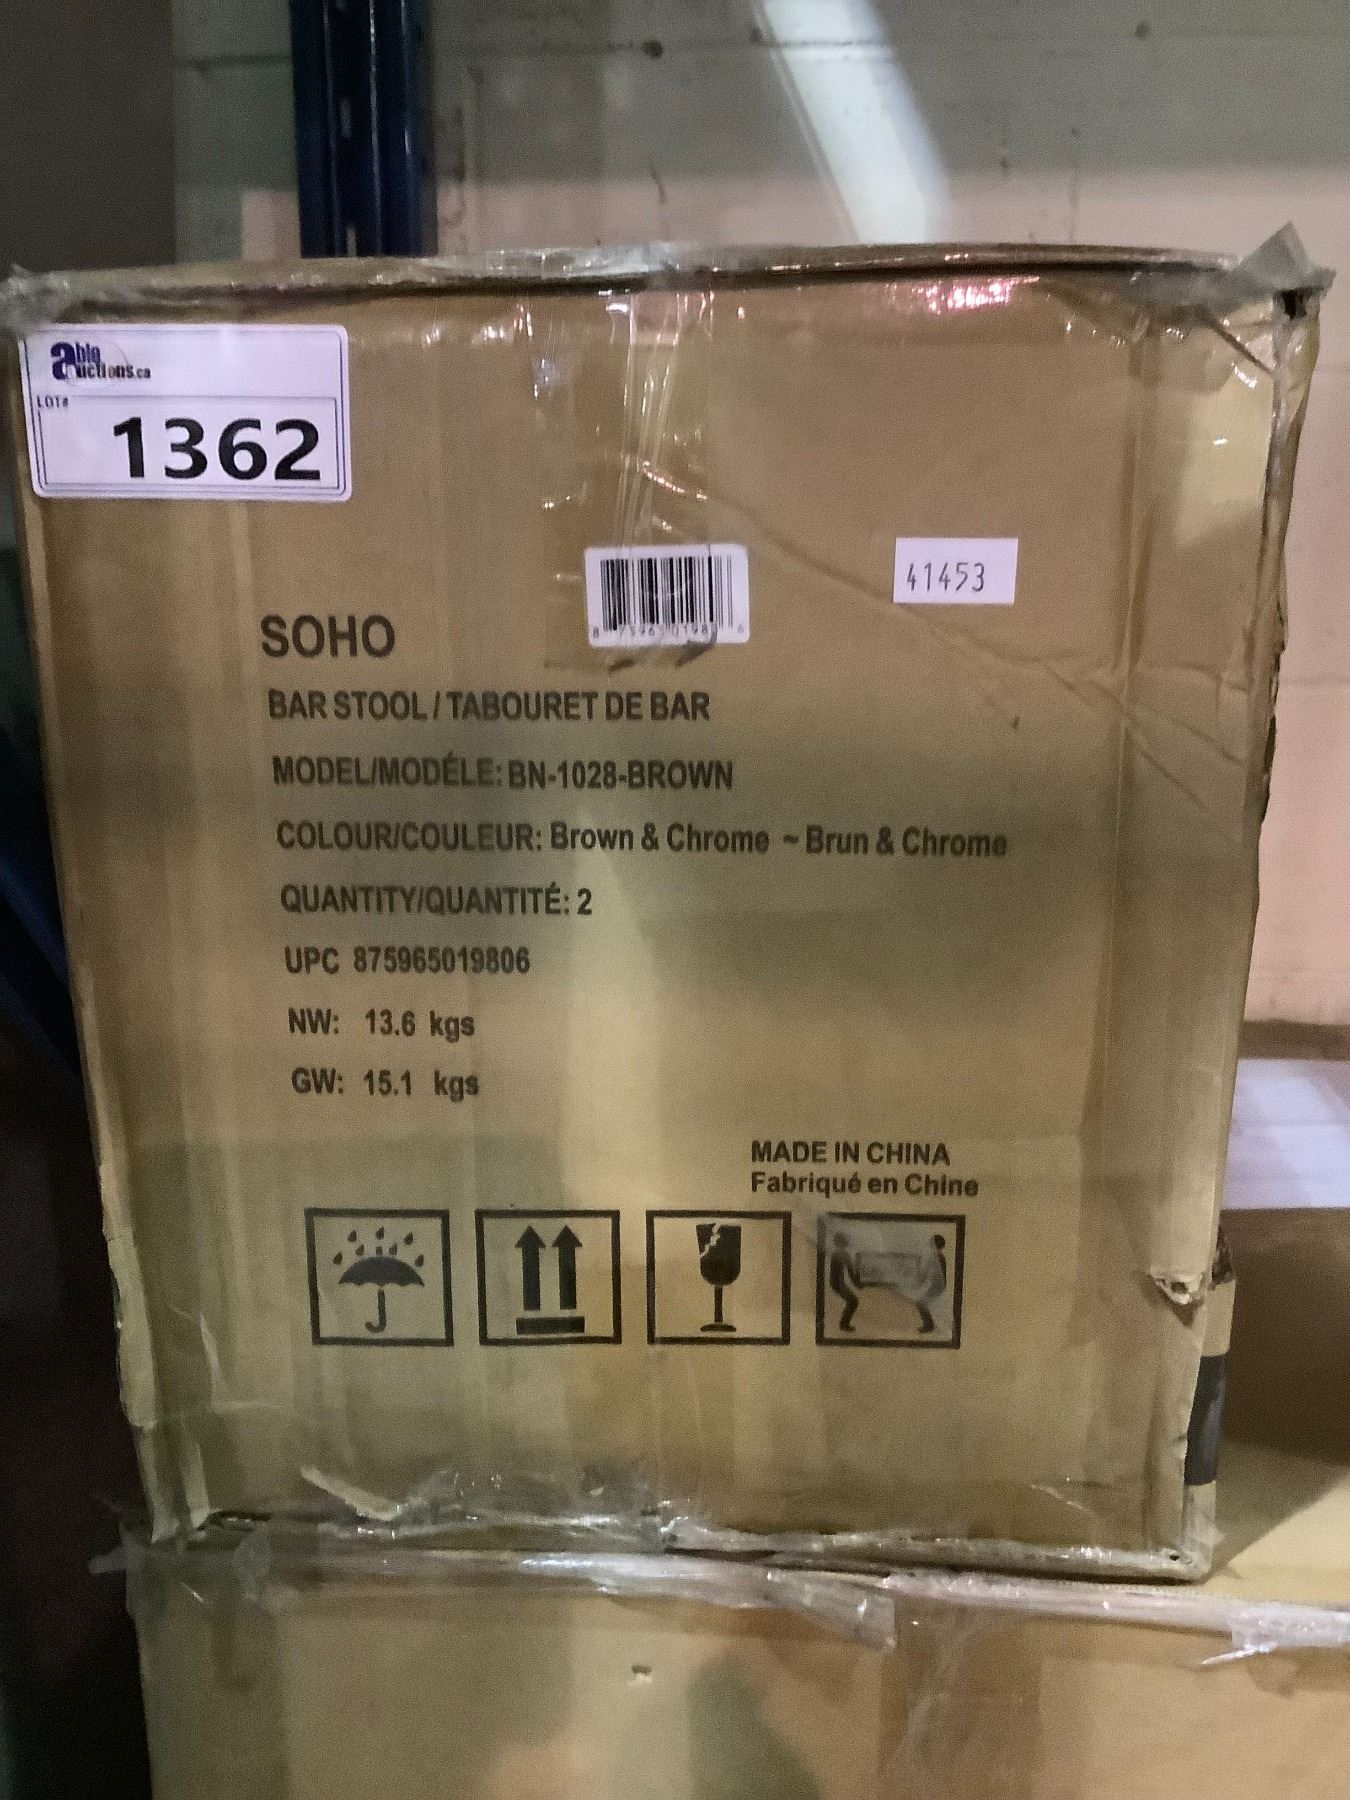 able
auctions.ca
LOT#
1362
41453
SOHO
BAR STOOL / TABOURET DE BAR
MODEL/MODÉLE: BN-1028-BROWN
COLOUR/COULEUR: Brown & Chrome ~ Brun & Chrome
QUANTITY/QUANTITÉ: 2
UPC 875965019806
NW: 13.6 kgs
GW: 15.1 kgs
MADE IN CHINA
Fabriqué en Chine